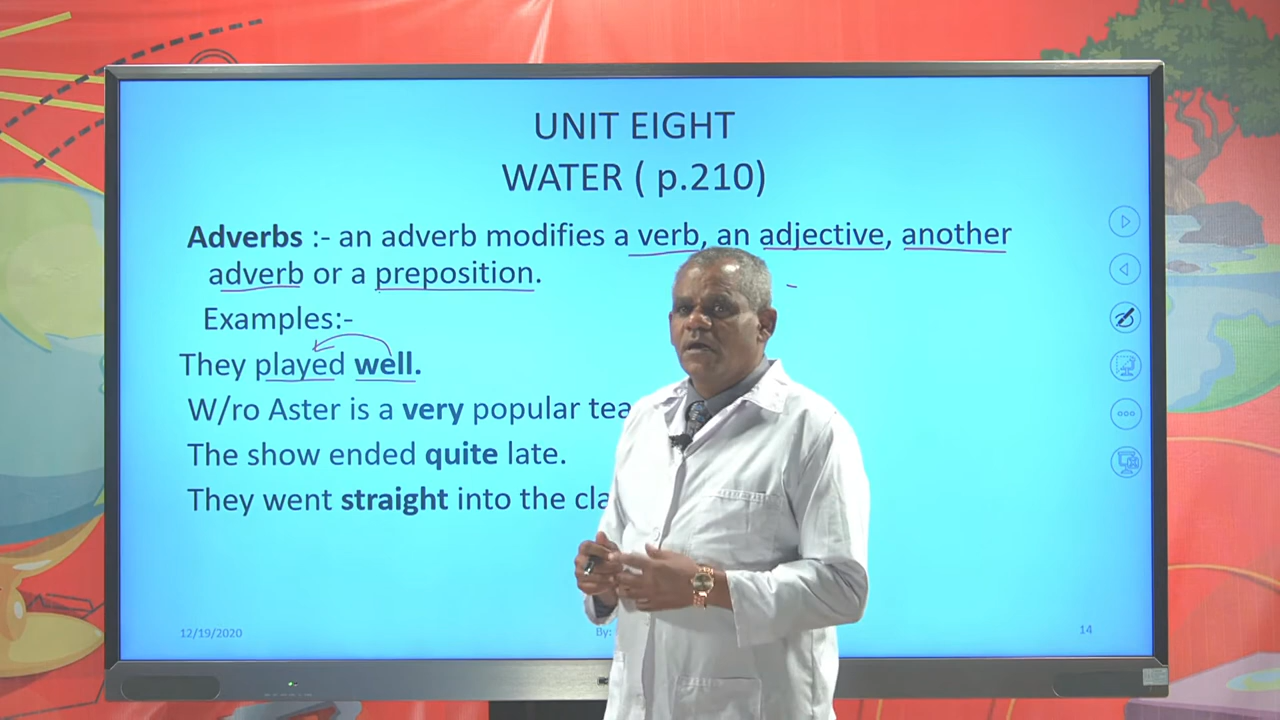 UNIT EIGHT
WATER ( p.210)
Adverbs :- an adverb modifies a verb, an adjective, another
adverb or a preposition.
Examples:-
They played well.
W/ro Aster is a very popular
The show ended quite late.
They went straight into the
12/19/2020
By:
14